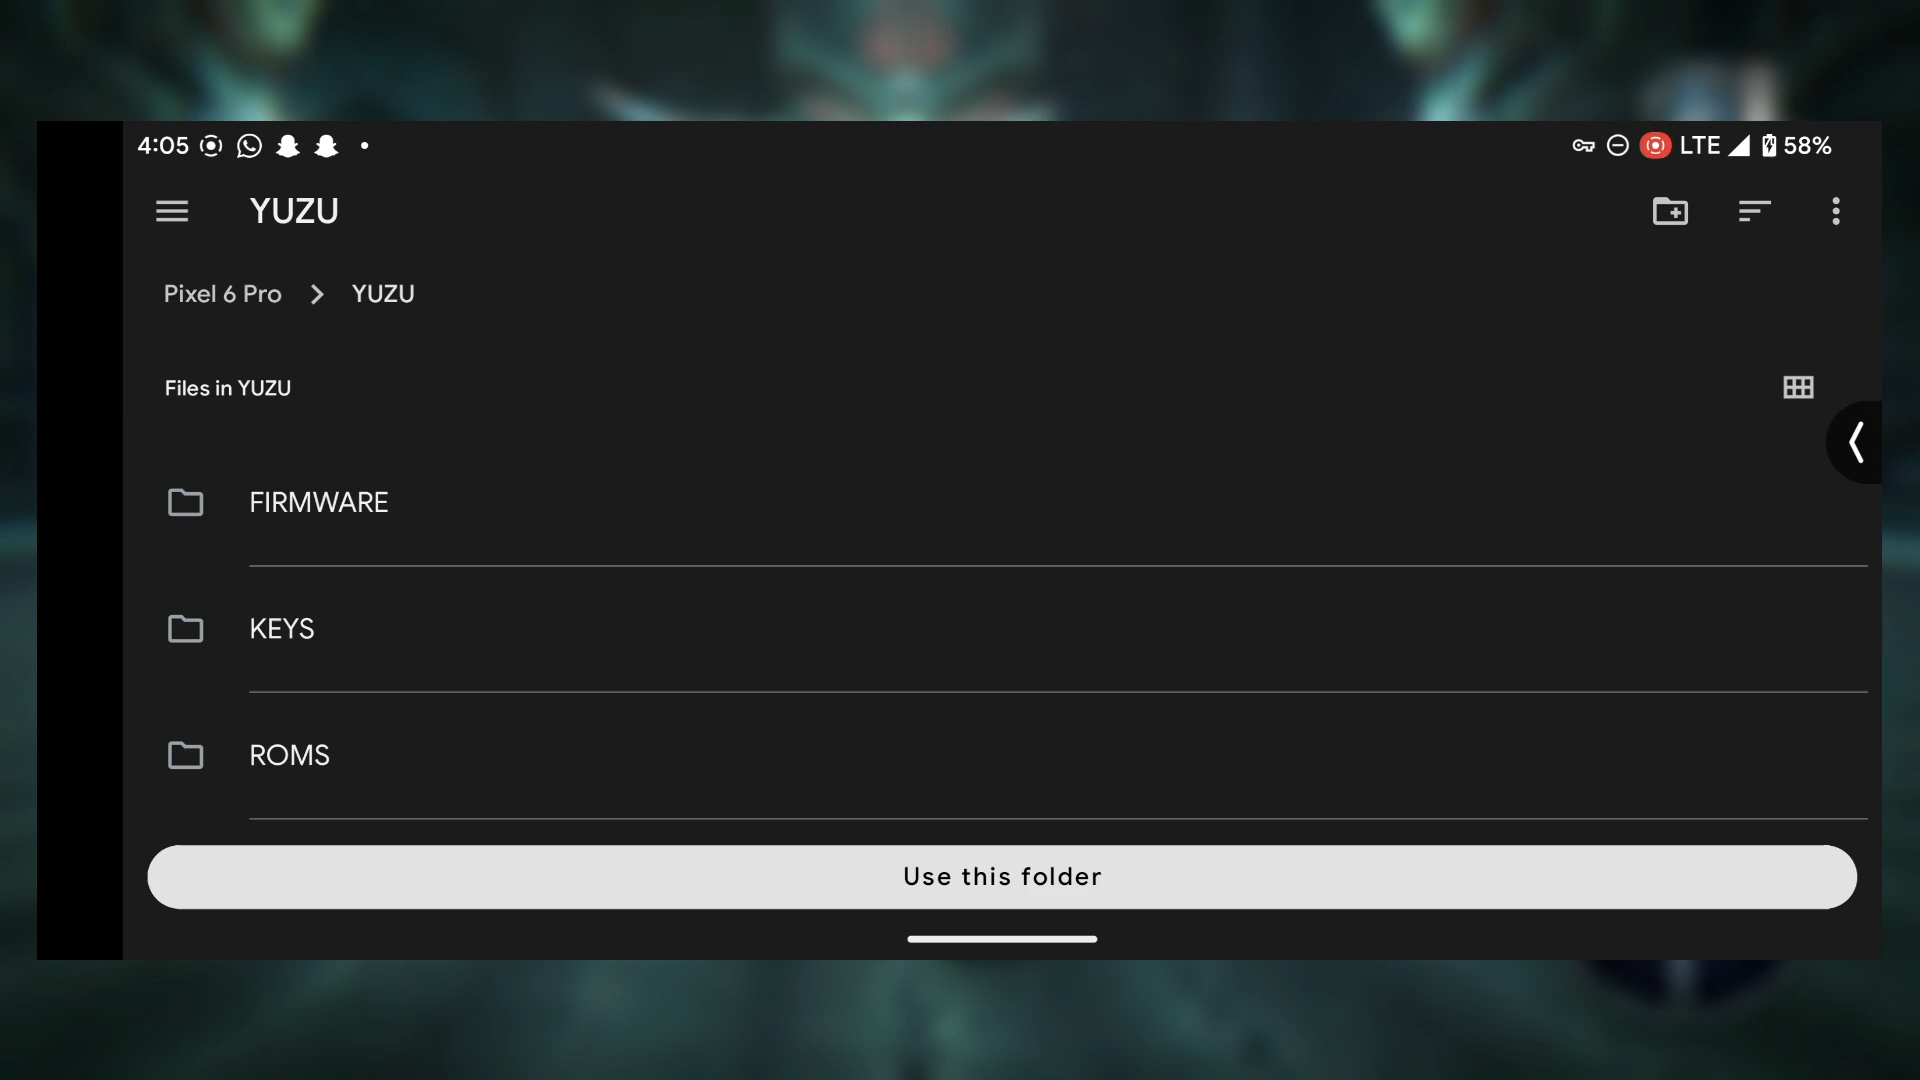 4:05 LTE 58%
YUZU
Pixel 6 Pro YUZU
Files in YUZU
FIRMWARE
KEYS
ROMS
Use this folder